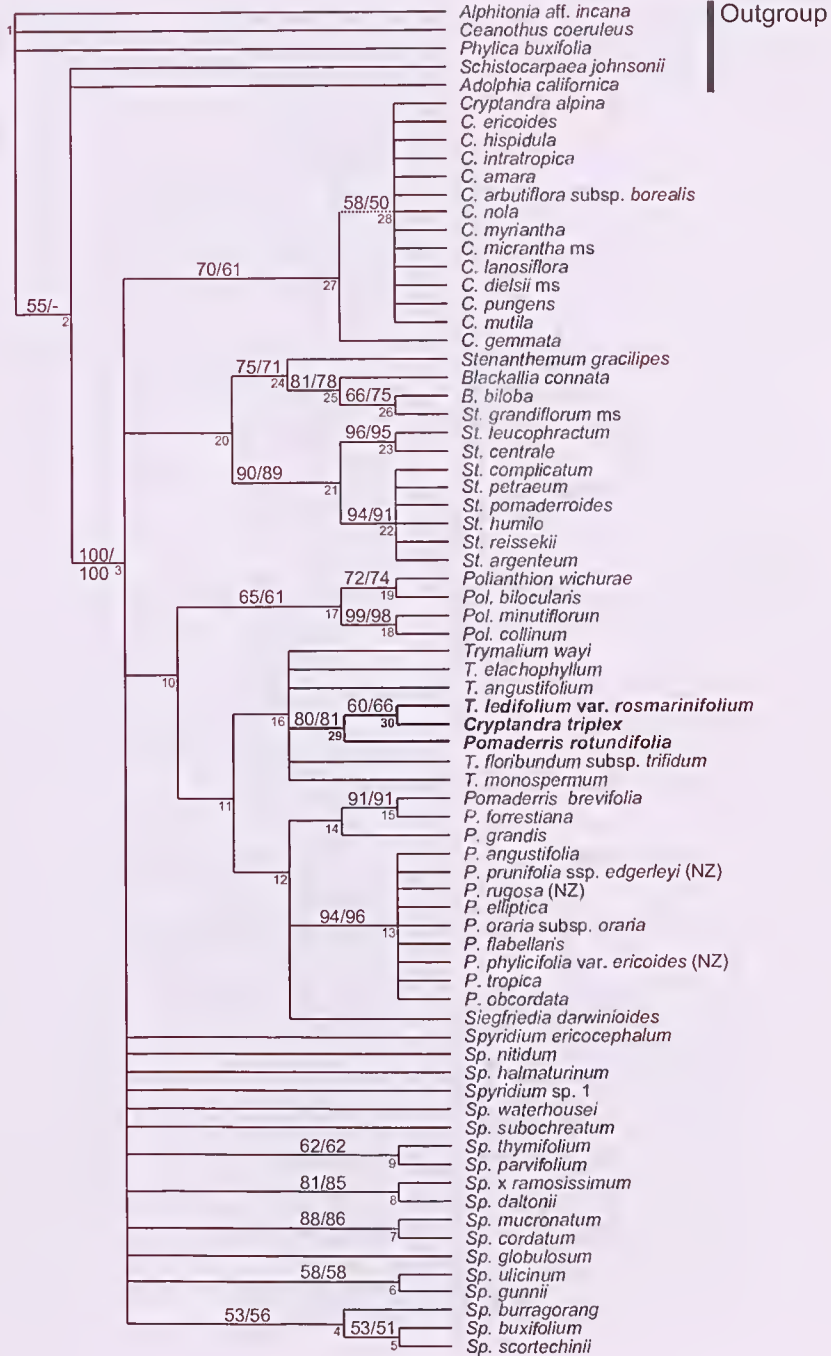 Outgroup
Alphitonia aff. incana
1
Ceanothus coeruleus
Phylica buxifolia
Schistocarpaea johnsonii
Adolphia californica
Cryptandra alpina
C. ericoides
C. hispidula
C. intratropica
C. amara
58/50
C. arbutiflora subsp. borealis
28
C. nola
C. myriantha
C. micrantha ms
70/61
27
C. lanosiflora
C. dielsii ms
55/-
2
C. pungens
C. mutila
C. gemmata
75/71
Stenanthemum gracilipes
24
81/78
Blackallia connata
25
66/75
B. biloba
26
St. grandiflorum ms
20
96/95
St. leucophractum
23
St. centrale
90/89
21
St. complicatum
St. petraeum
94/91
St. pomaderroides
22
St. humilo
St. reissekii
St. argenteum
100/
100
3
72/74
Polianthion wichurae
65/61
19
Pol. bilocularis
17
99/98
Pol. minutiflorum
18
Pol. collinum
10
Trymalium wayi
T. elachophyllum
T. angustifolium
60/66
T. ledifolium var. rosmarinifolium
16
80/81
30
Cryptandra triplex
29
Pomaderris rotundifolia
T. floribundum subsp. trifidum
T. monospermum
11
91/91
Pomaderris brevifolia
15
P. forrestiana
14
P. grandis
12
P. angustifolia
P. prunifolia ssp. edgerleyi (NZ)
P. rugosa (NZ)
94/96
P. elliptica
13
P. oraria subsp. oraria
P. flabellaris
P. phylicifolia var. ericoides (NZ)
P. tropica
P. obcordata
Siegfriedia darwinioides
Spyridium ericocephalum
Sp. nitidum
Sp. halmaturinum
Spyridium sp. 1
Sp. waterhousei
Sp. subochreatum
62/62
Sp. thymifolium
9
Sp. parvifolium
81/85
Sp. x ramosissimum
8
Sp. daltonii
88/86
Sp. mucronatum
7
Sp. cordatum
Sp. globulosum
58/58
Sp. ulicinum
6
Sp. gunnii
53/56
Sp. burragorang
4
53/51
Sp. buxifolium
5
Sp. scortechinii